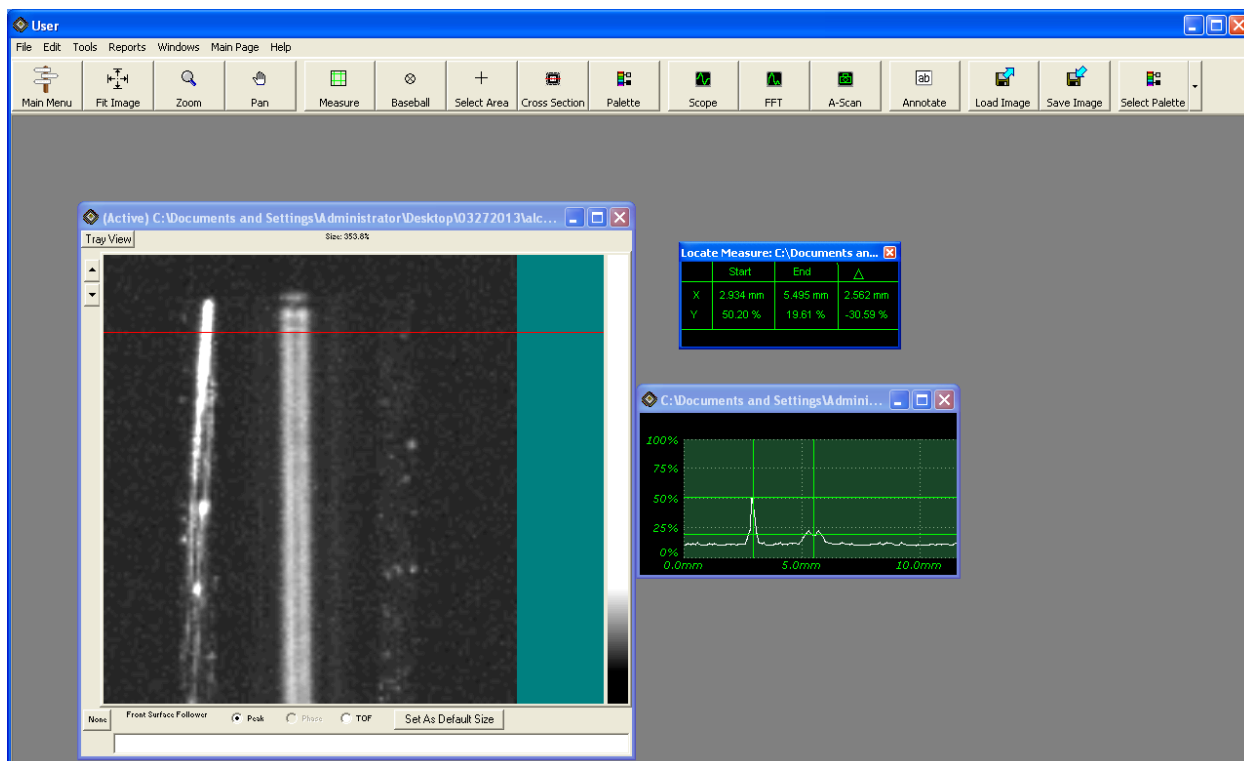 User
File Edit Tools Reports Windows Main Page Help
Main Menu Fit Image Zoom Pan Measure Baseball Select Area Cross Section Palette Scope FFT A-Scan Annotate Load Image Save Image Select Palette
ab
(Active) C:\Documents and Settings\Administrator\Desktop\03272013\alc...
Tray View Size: 353.8%
Locate Measure: C:\Documents an...
Start End △
X 2.934 mm 5.495 mm 2.562 mm
Y 50.20 % 19.61 % -30.59 %
C:\Documents and Settings\Admini...
100%
75%
50%
25%
0%
0.0mm 5.0mm 10.0mm
None Front Surface Follower Peak Phase TOF Set As Default Size